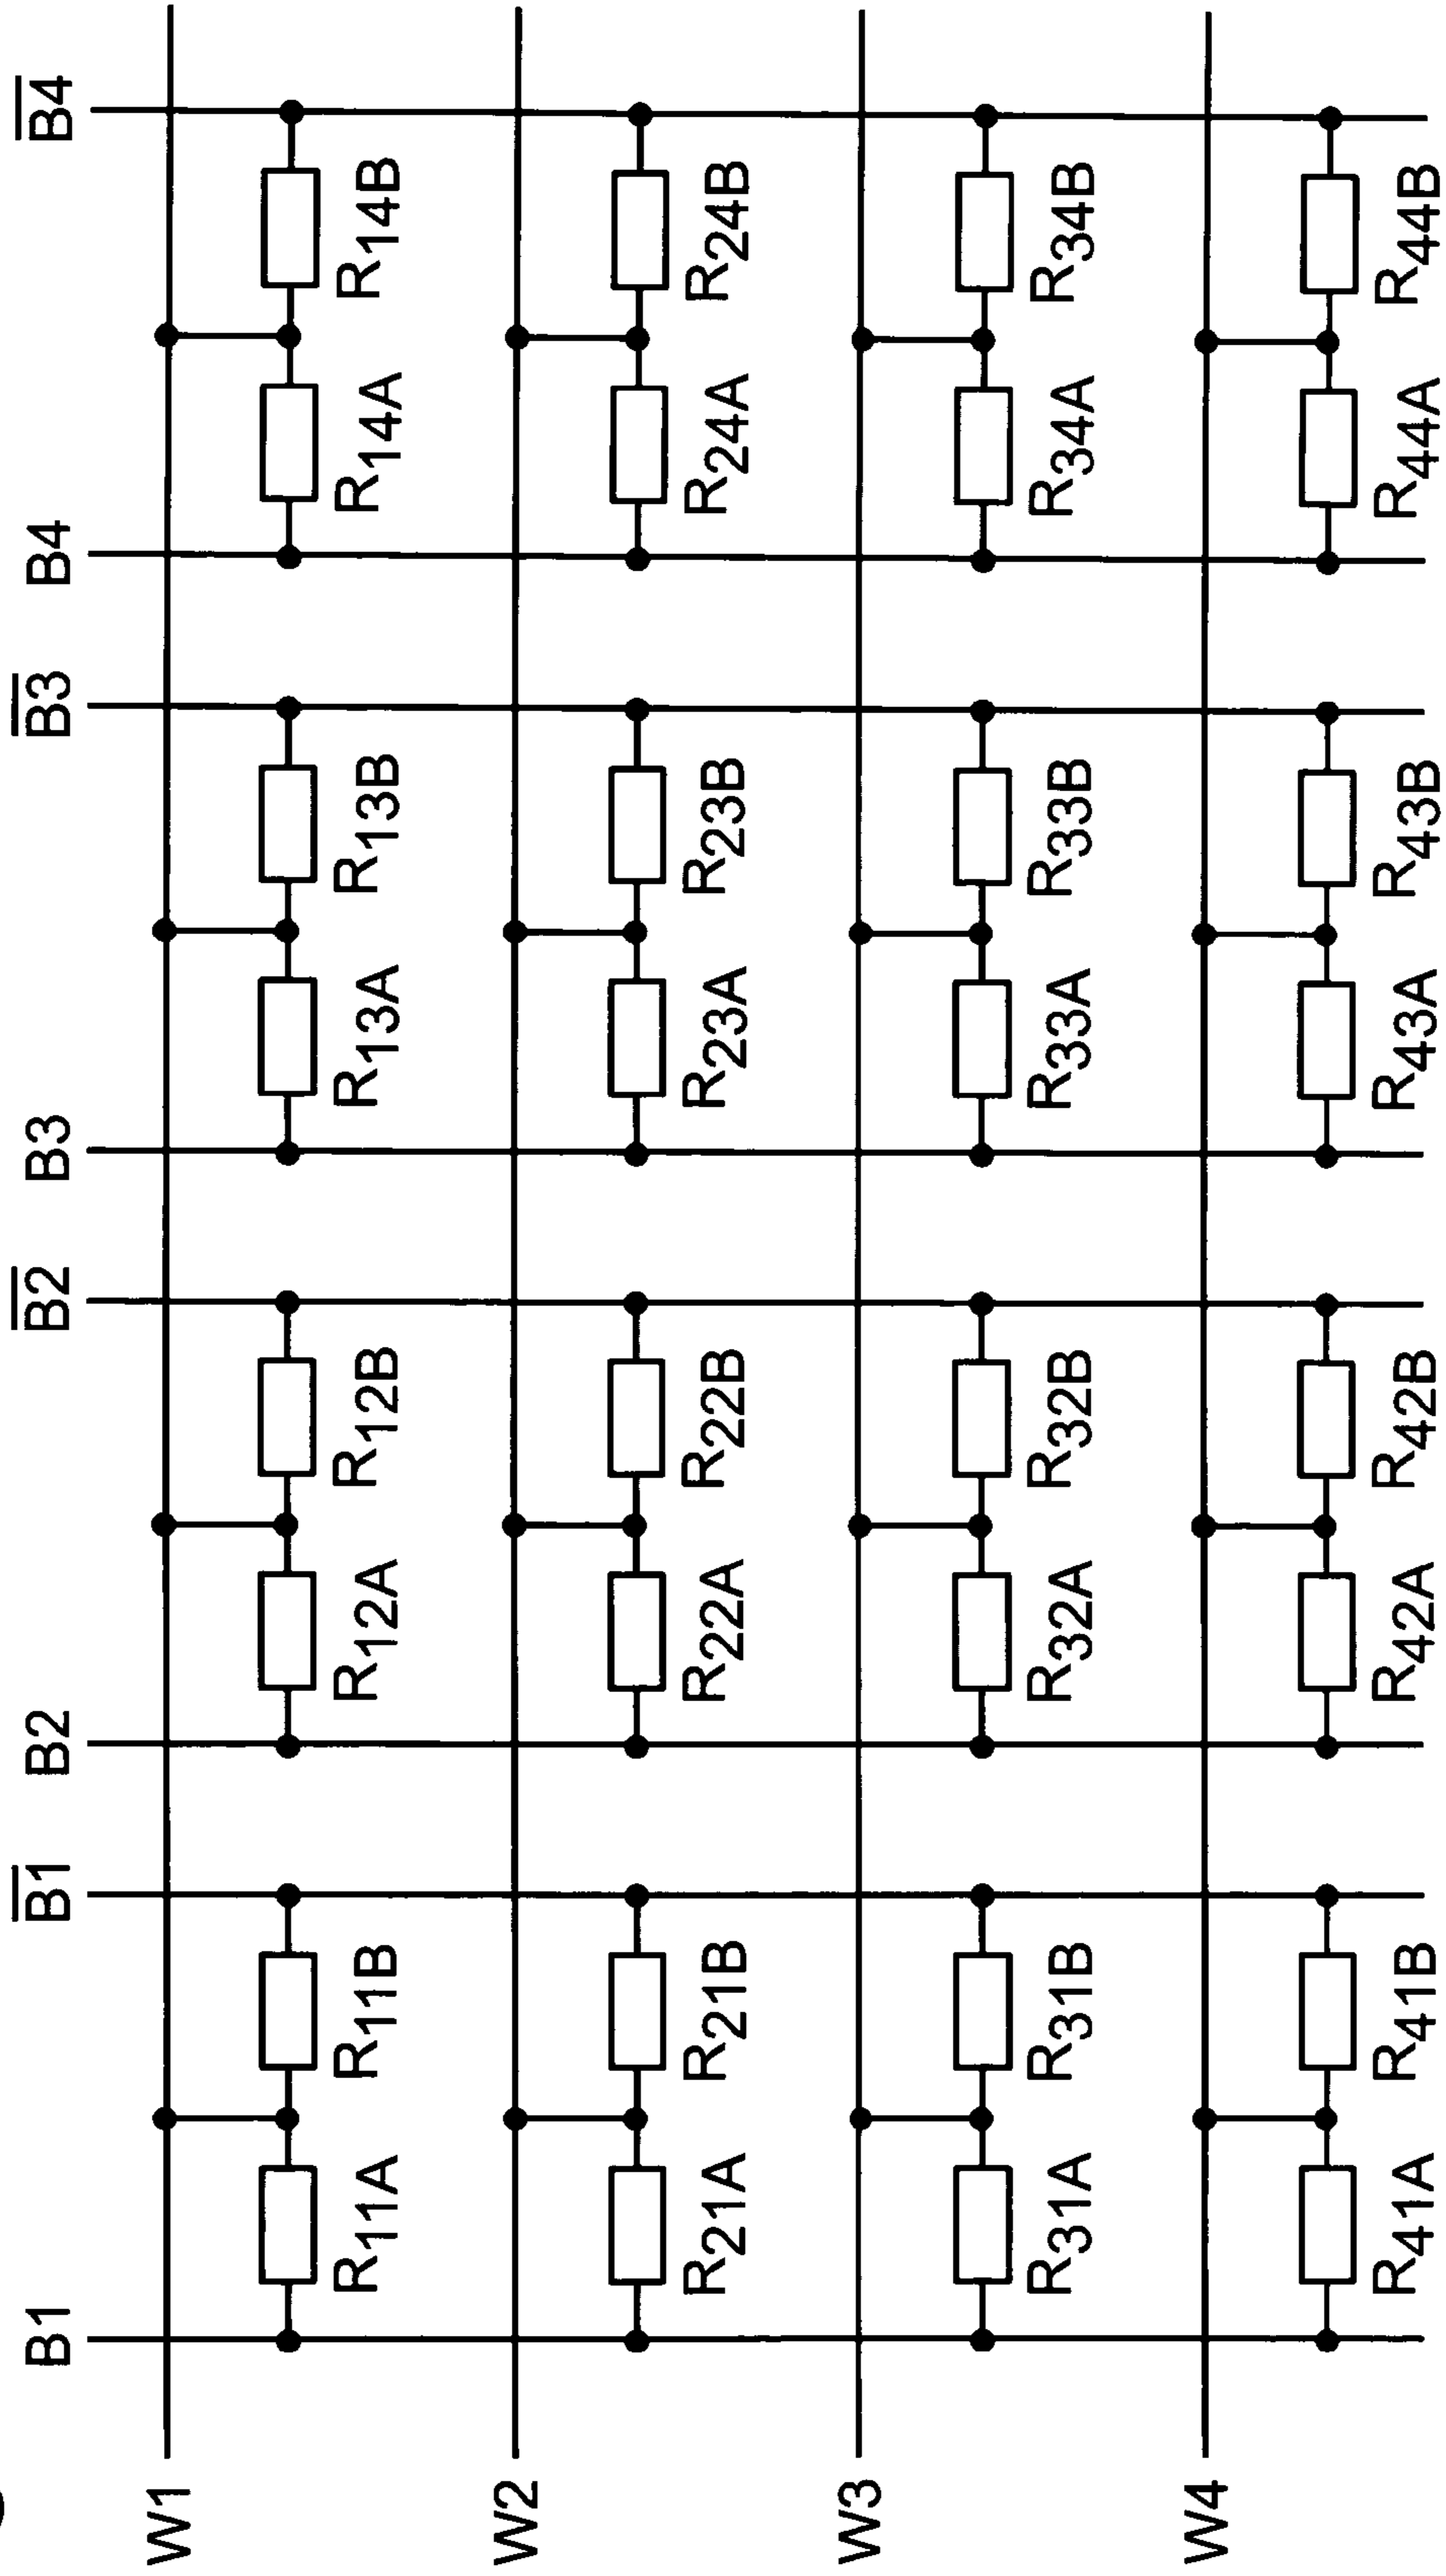 B1 B̅1̅ B2 B̅2̅ B3 B̅3̅ B4 B̅4̅
W1
R11A R11B R12A R12B R13A R13B R14A R14B
W2
R21A R21B R22A R22B R23A R23B R24A R24B
W3
R31A R31B R32A R32B R33A R33B R34A R34B
W4
R41A R41B R42A R42B R43A R43B R44A R44B